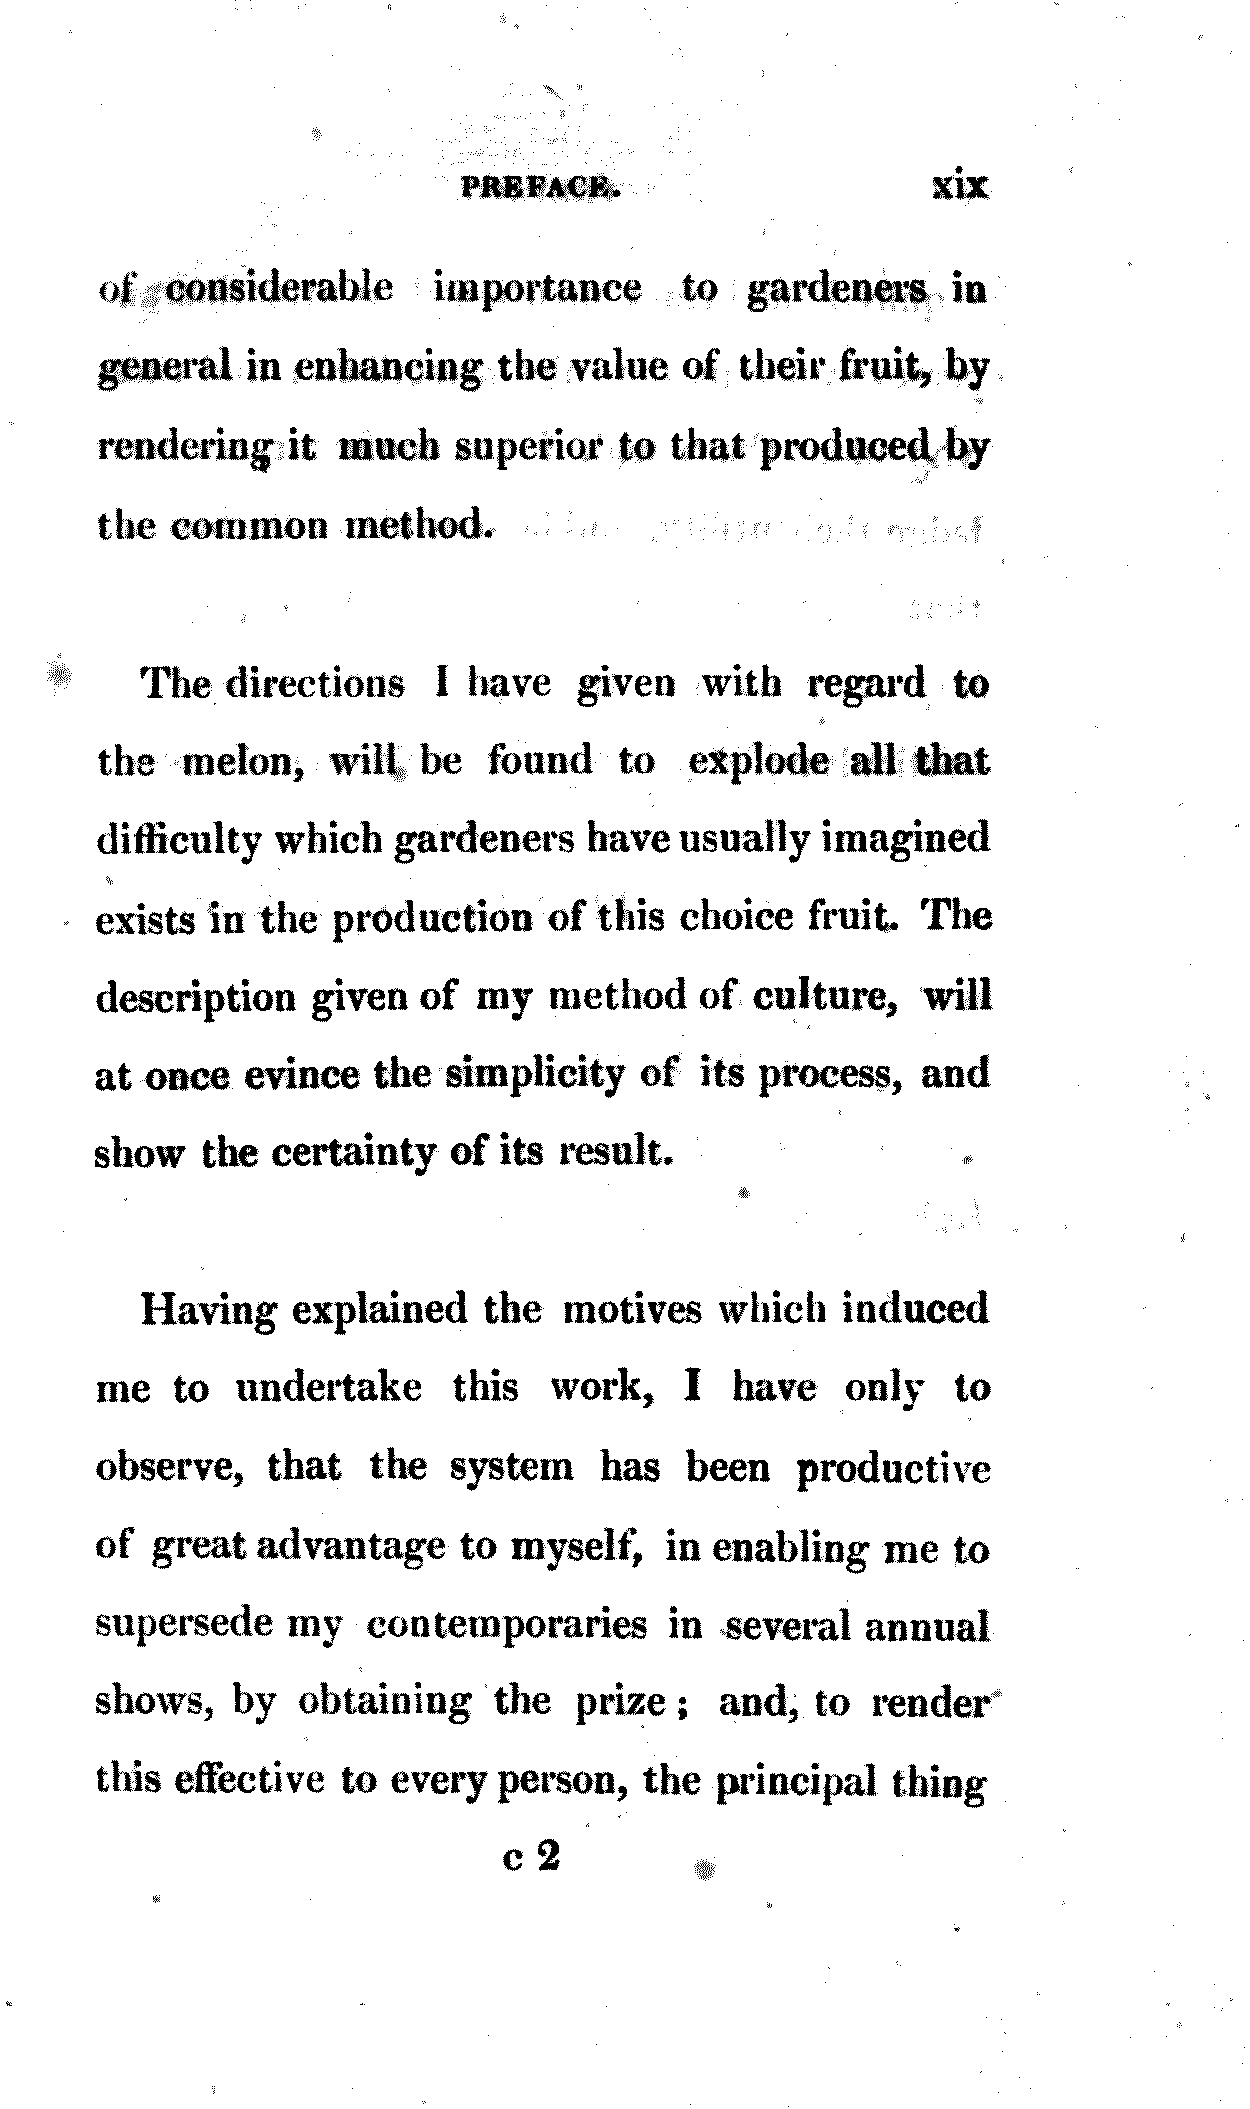 PREFACE. xix
of considerable importance to gardeners in
general in enhancing the value of their fruit, by
rendering it much superior to that produced by
the common method.
The directions I have given with regard to
the melon, will be found to explode all that
difficulty which gardeners have usually imagined
exists in the production of this choice fruit. The
description given of my method of culture, will
at once evince the simplicity of its process, and
show the certainty of its result.
Having explained the motives which induced
me to undertake this work, I have only to
observe, that the system has been productive
of great advantage to myself, in enabling me to
supersede my contemporaries in several annual
shows, by obtaining the prize; and, to render
this effective to every person, the principal thing
c 2